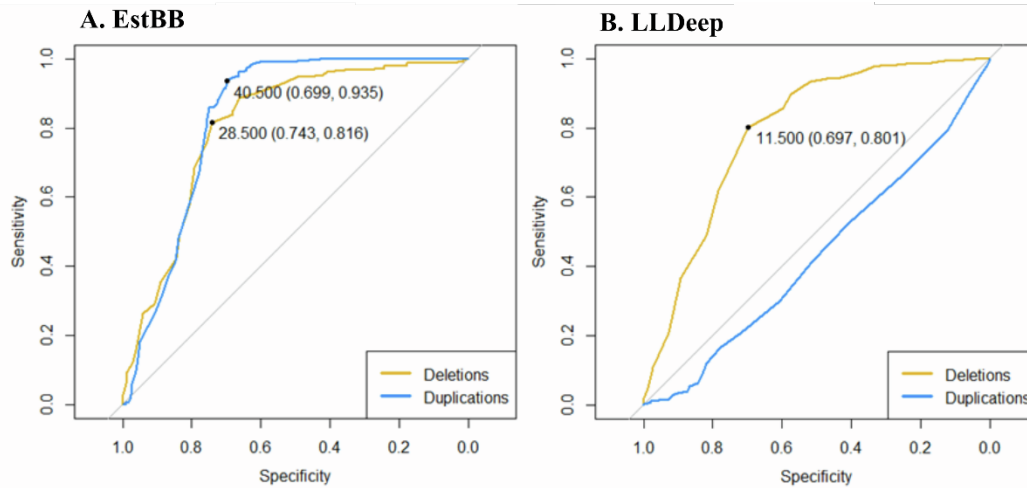 A. EstBB
1.0
0.8
0.6
0.4
0.2
0.0
Sensitivity
40.500 (0.699, 0.935)
28.500 (0.743, 0.816)
Deletions
Duplications
1.0 0.8 0.6 0.4 0.2 0.0
Specificity
B. LLDeep
1.0
0.8
0.6
0.4
0.2
0.0
Sensitivity
11.500 (0.697, 0.801)
Deletions
Duplications
1.0 0.8 0.6 0.4 0.2 0.0
Specificity